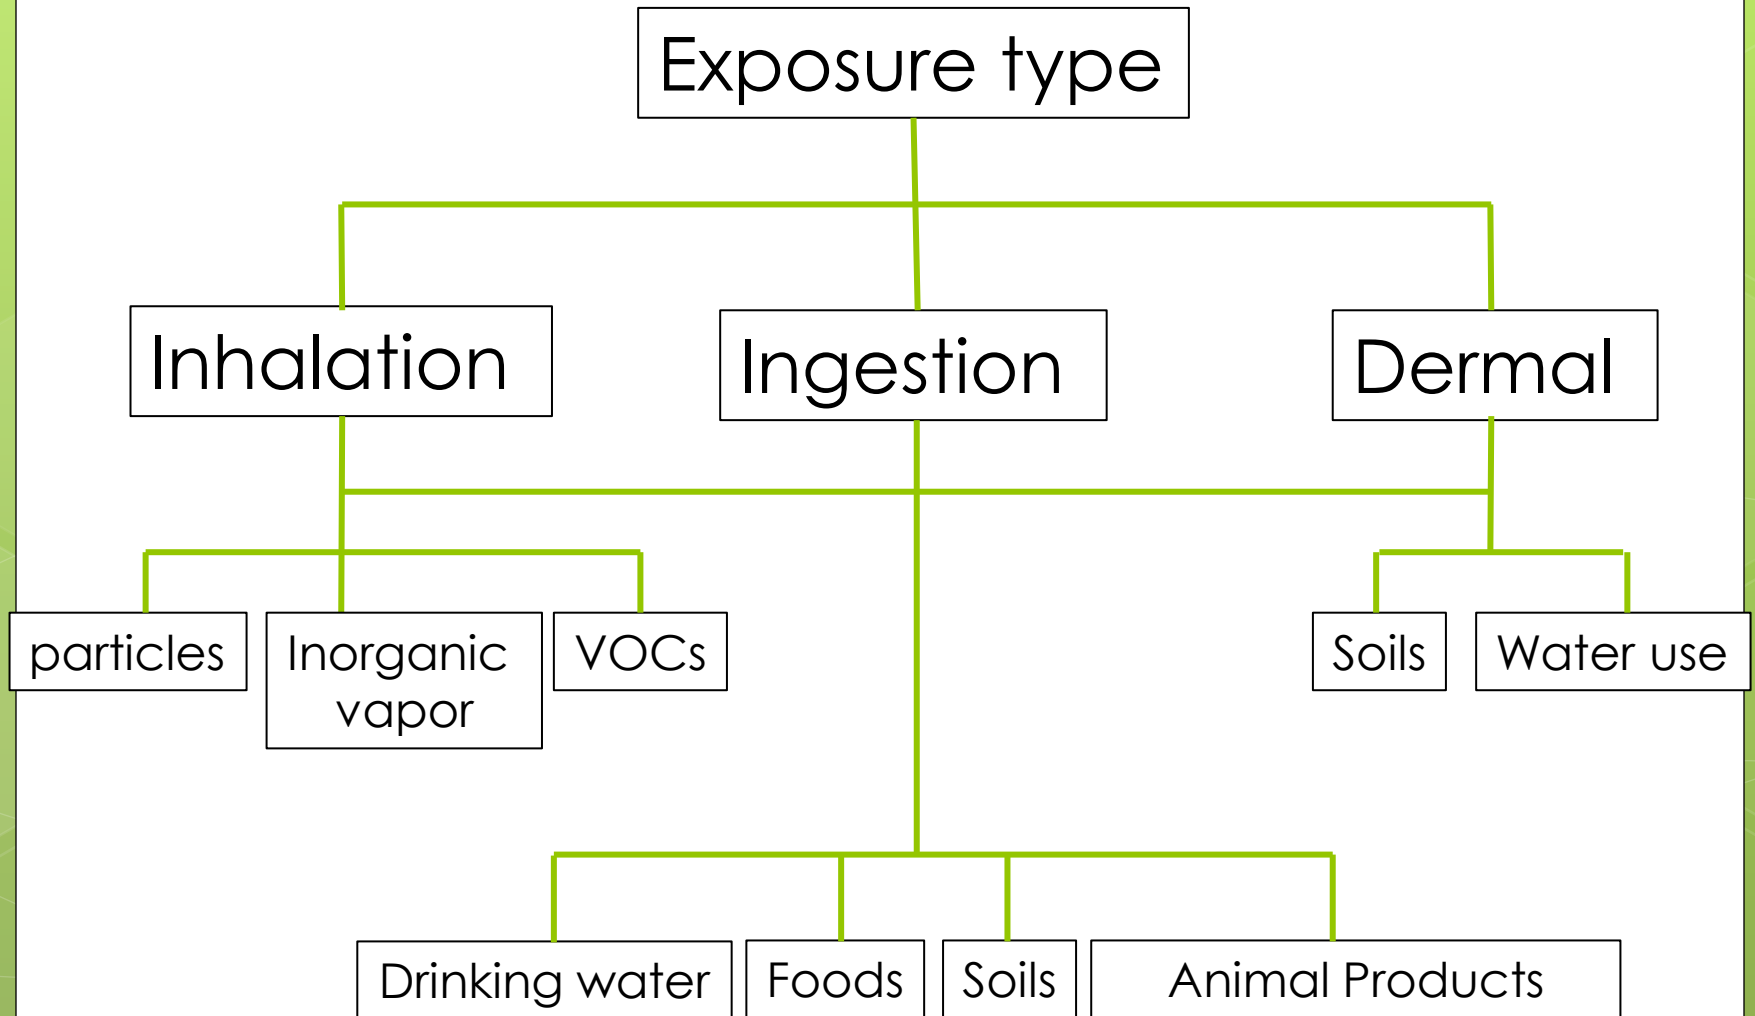 Exposure type
Inhalation
Ingestion
Dermal
particles
Inorganic
vapor
VOCs
Soils
Water use
Drinking water
Foods
Soils
Animal Products